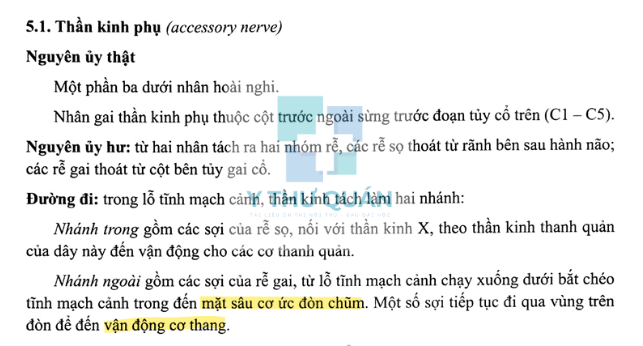 5.1. Thần kinh phụ (accessory nerve)
Nguyên ủy thật
Một phần ba dưới nhân hoài nghi.
Nhân gai thần kinh phụ thuộc cột trước ngoài sừng trước đoạn tủy cổ trên (C1 – C5).
Nguyên ủy hư: từ hai nhân tách ra hai nhóm rễ, các rễ sọ thoát từ rãnh bên sau hành não;
các rễ gai thoát từ cột bên tủy gai cổ.
Đường đi: trong lỗ tĩnh mạch cảnh, thần kinh tách làm hai nhánh:
Y THƯ QUÁN
Nhánh trong gồm các sợi của rễ sọ, nối với thần kinh X, theo thần kinh thanh quản
của dây này đến vận động cho các cơ thanh quản.
Nhánh ngoài gồm các sợi của rễ gai, từ lỗ tĩnh mạch cảnh chạy xuống dưới bắt chéo
tĩnh mạch cảnh trong đến mặt sâu cơ ức đòn chũm. Một số sợi tiếp tục đi qua vùng trên
đòn để đến vận động cơ thang.